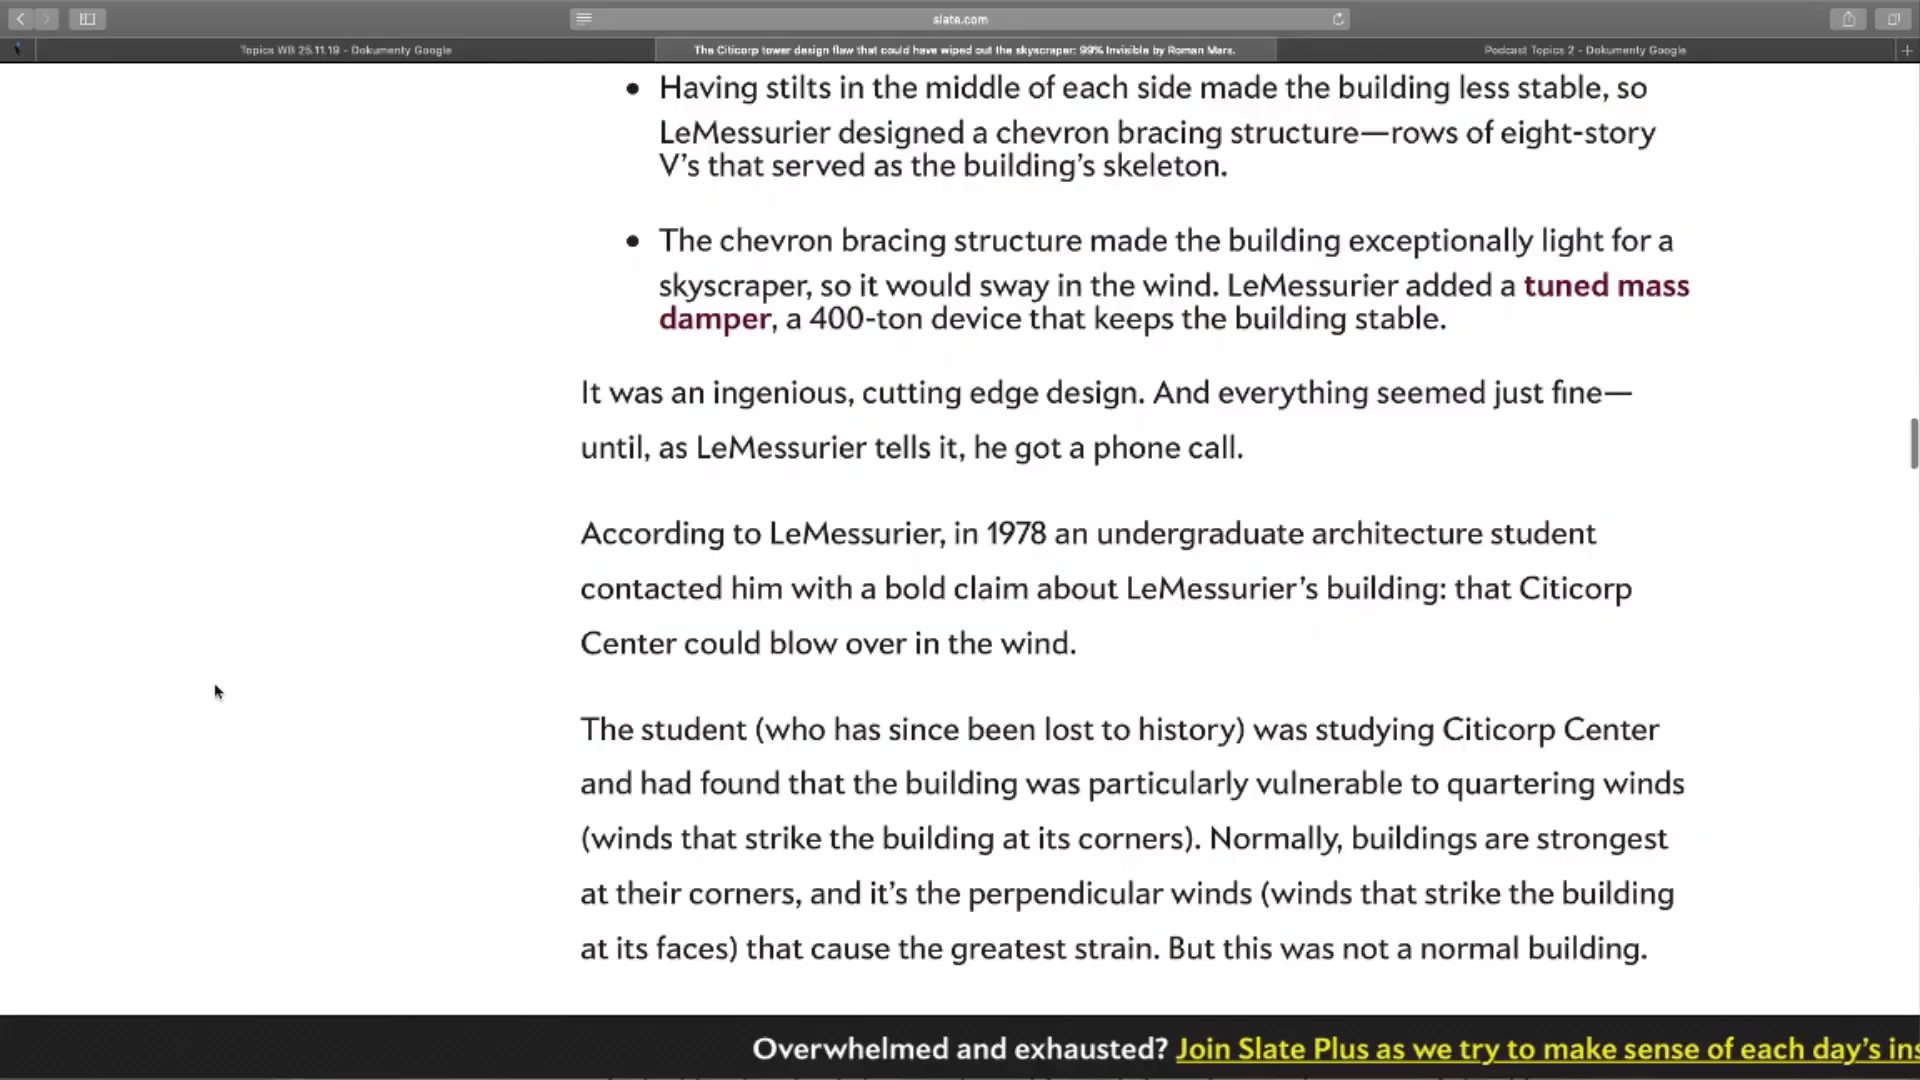 slate.com
Topics WB 25.11.19 - Dokumenty Google
The Citicorp tower design flaw that could have wiped out the skyscraper: 99% Invisible by Roman Mars.
Podcast Topics 2 - Dokumenty Google
• Having stilts in the middle of each side made the building less stable, so
LeMessurier designed a chevron bracing structure—rows of eight-story
V’s that served as the building’s skeleton.
• The chevron bracing structure made the building exceptionally light for a
skyscraper, so it would sway in the wind. LeMessurier added a tuned mass
damper, a 400-ton device that keeps the building stable.
It was an ingenious, cutting edge design. And everything seemed just fine—
until, as LeMessurier tells it, he got a phone call.
According to LeMessurier, in 1978 an undergraduate architecture student
contacted him with a bold claim about LeMessurier’s building: that Citicorp
Center could blow over in the wind.
The student (who has since been lost to history) was studying Citicorp Center
and had found that the building was particularly vulnerable to quartering winds
(winds that strike the building at its corners). Normally, buildings are strongest
at their corners, and it’s the perpendicular winds (winds that strike the building
at its faces) that cause the greatest strain. But this was not a normal building.
Overwhelmed and exhausted? Join Slate Plus as we try to make sense of each day’s ins